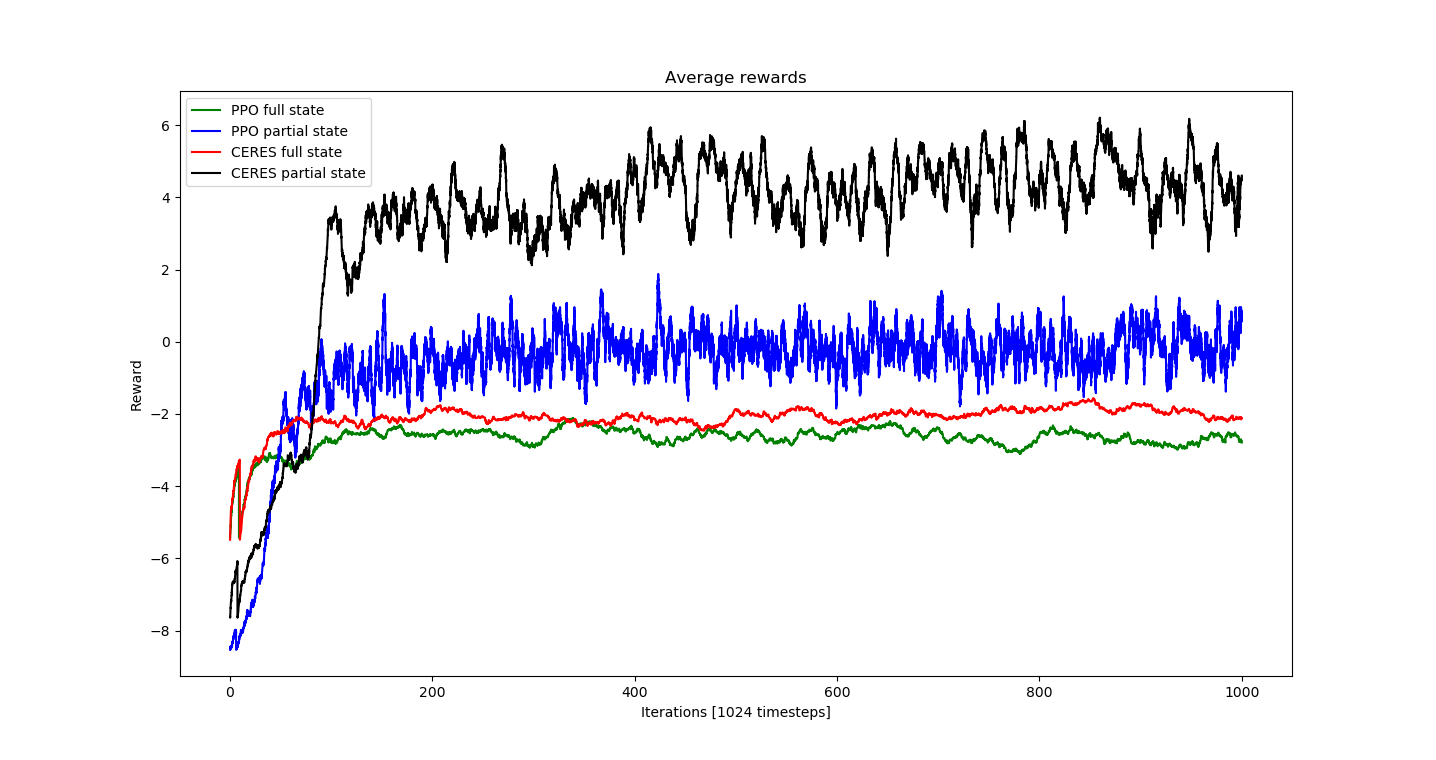 Average rewards
PPO full state
PPO partial state
CERES full state
CERES partial state
6
4
2
0
−2
−4
−6
−8
Reward
0 200 400 600 800 1000
Iterations [1024 timesteps]